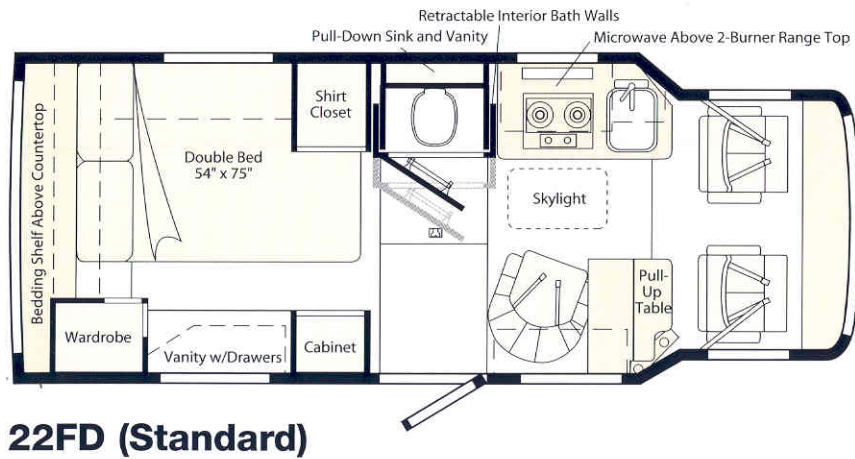 Retractable Interior Bath Walls
Pull-Down Sink and Vanity
Microwave Above 2-Burner Range Top
Bedding Shelf Above Countertop
Shirt
Closet
Double Bed
54" x 75"
Skylight
Pull-
Up
Table
Wardrobe
Vanity w/Drawers
Cabinet
22FD (Standard)